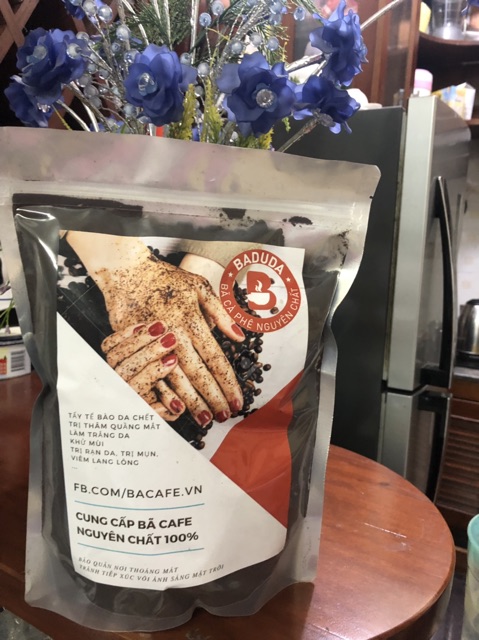 BADUDA
BÃ CÀ PHÊ NGUYÊN CHẤT
TẨY TẾ BÀO DA CHẾT
TRỊ THÂM QUẦNG MẮT
LÀM TRẮNG DA
KHỬ MÙI
TRỊ RẠN DA, TRỊ MỤN,
VIÊM LANG LÔNG
FB.COM/BACAFE.VN
CUNG CẤP BÃ CAFE
NGUYÊN CHẤT 100%
BẢO QUẢN NƠI THOÁNG MÁT
TRÁNH TIẾP XÚC VỚI ÁNH SÁNG MẶT TRỜI